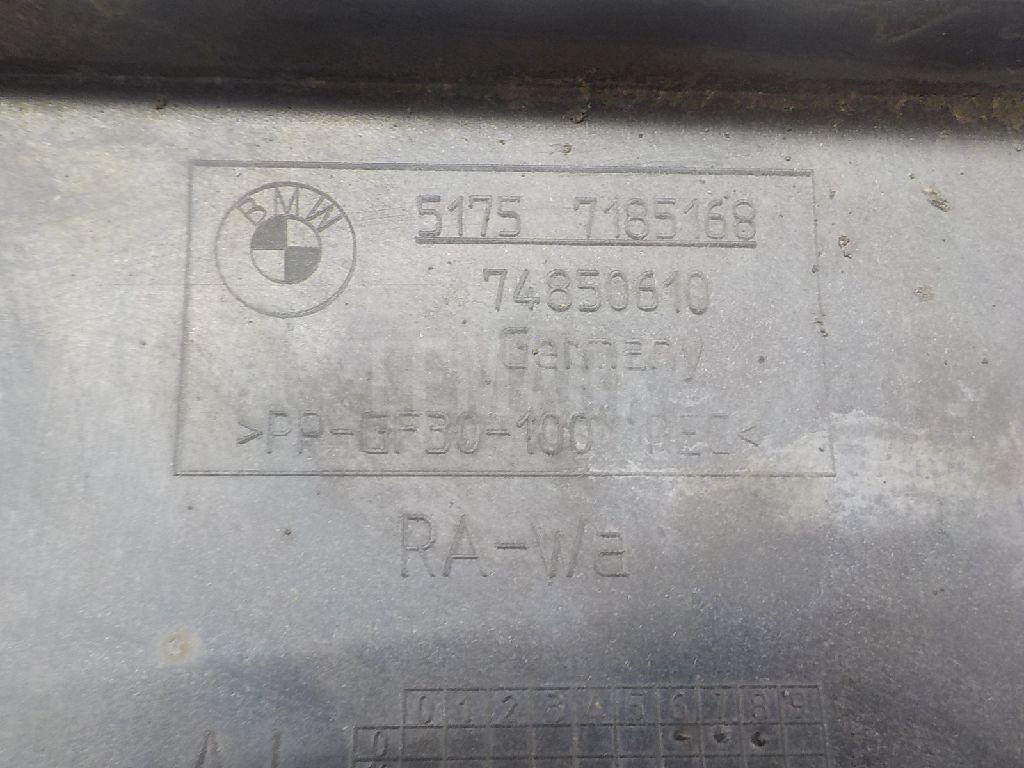 BMW
5175 7185168
74850610
Germany
>PP-GF30-100 REC<
RA-Wa
0 1 2 3 4 5 6 7 8 9
0